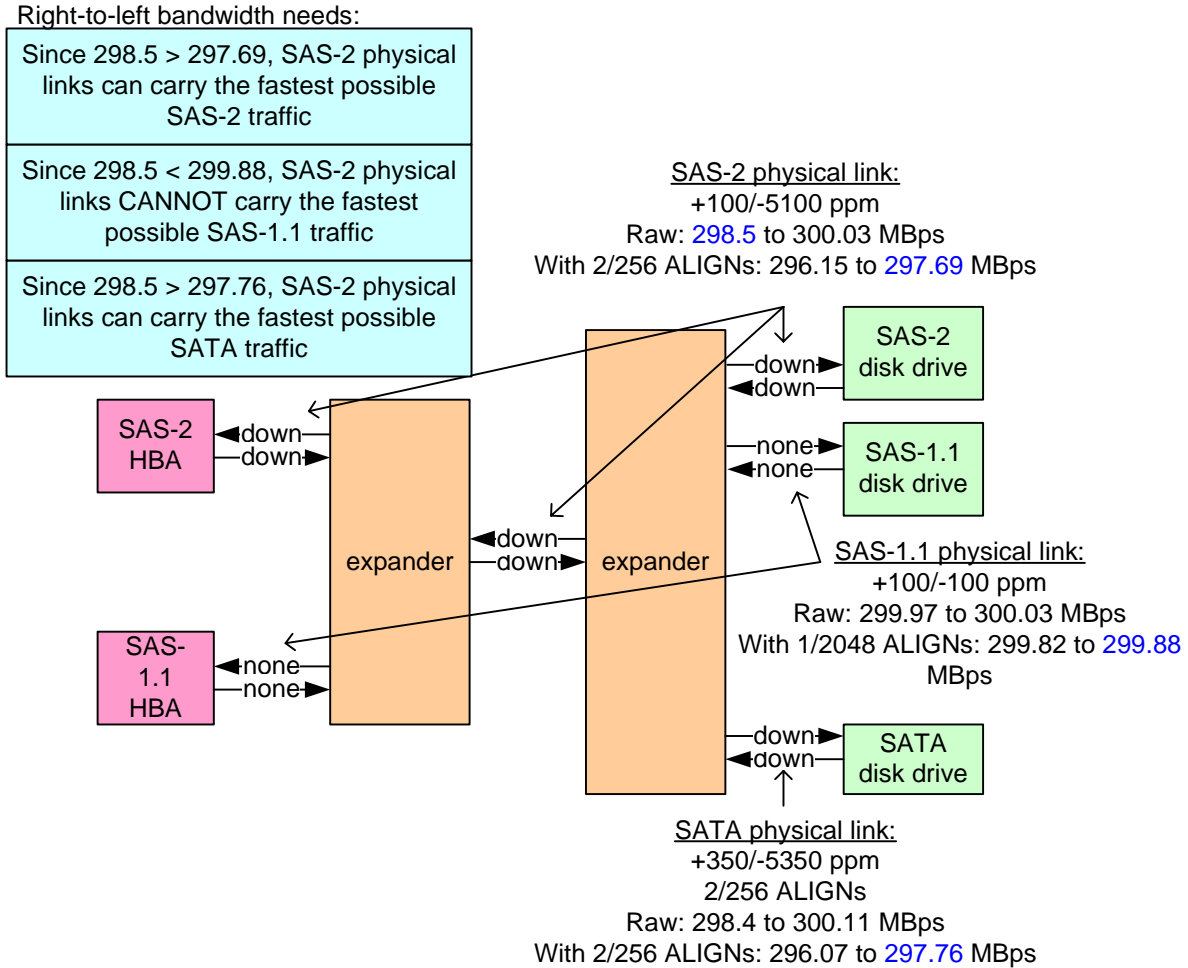 Right-to-left bandwidth needs:
Since 298.5 > 297.69, SAS-2 physical
links can carry the fastest possible
SAS-2 traffic
Since 298.5 < 299.88, SAS-2 physical
links CANNOT carry the fastest
possible SAS-1.1 traffic
Since 298.5 > 297.76, SAS-2 physical
links can carry the fastest possible
SATA traffic
SAS-2 physical link:
+100/-5100 ppm
Raw: 298.5 to 300.03 MBps
With 2/256 ALIGNs: 296.15 to 297.69 MBps
SAS-2
HBA
down
down
expander
down
down
expander
down
down
SAS-2
disk drive
none
none
SAS-1.1
disk drive
SAS-1.1 physical link:
+100/-100 ppm
Raw: 299.97 to 300.03 MBps
With 1/2048 ALIGNs: 299.82 to 299.88
MBps
SAS-
1.1
HBA
none
none
down
down
SATA
disk drive
SATA physical link:
+350/-5350 ppm
2/256 ALIGNs
Raw: 298.4 to 300.11 MBps
With 2/256 ALIGNs: 296.07 to 297.76 MBps